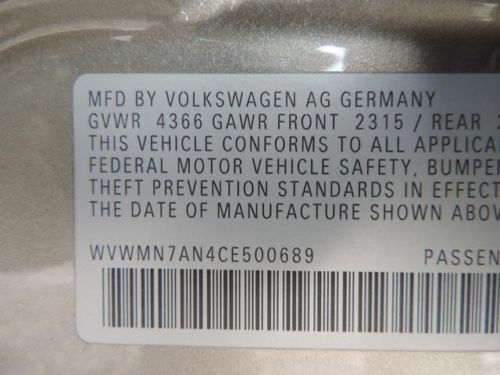 MFD BY VOLKSWAGEN AG GERMANY
GVWR 4366 GAWR FRONT 2315 / REAR
THIS VEHICLE CONFORMS TO ALL APPLICA
FEDERAL MOTOR VEHICLE SAFETY, BUMPE
THEFT PREVENTION STANDARDS IN EFFECT
THE DATE OF MANUFACTURE SHOWN ABOV
WVWMN7AN4CE500689 PASSEN